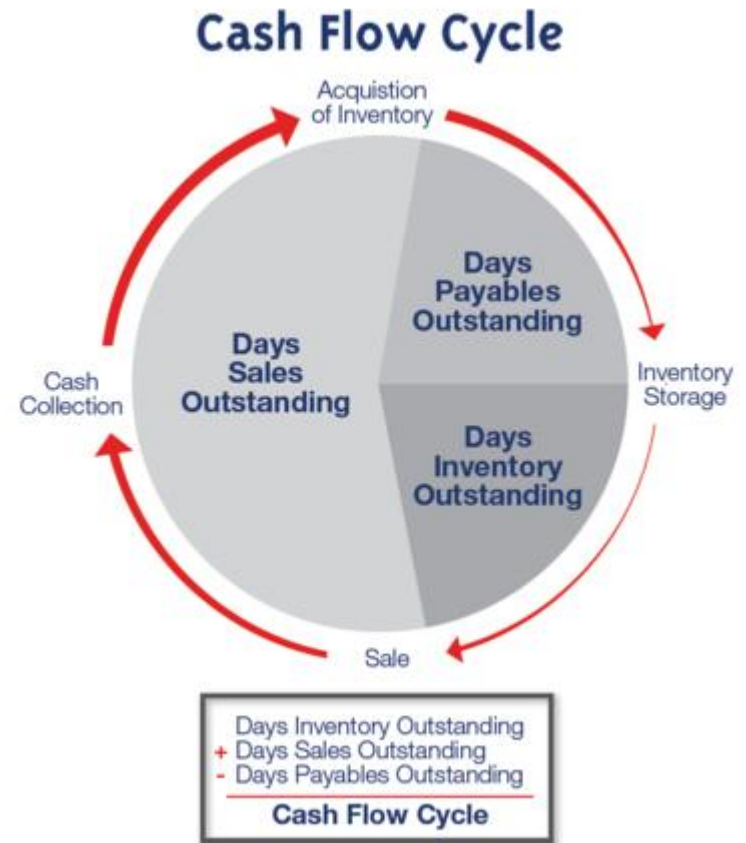 Cash Flow Cycle
Acquistion
of Inventory
Days
Payables
Outstanding
Days
Sales
Outstanding
Inventory
Storage
Cash
Collection
Days
Inventory
Outstanding
Sale
Days Inventory Outstanding
+ Days Sales Outstanding
- Days Payables Outstanding
Cash Flow Cycle